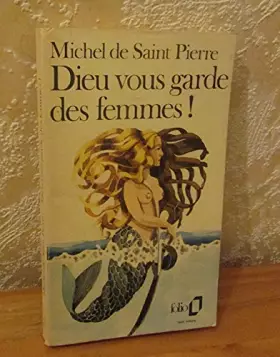 Michel de Saint Pierre
Dieu vous garde
des femmes !
folio